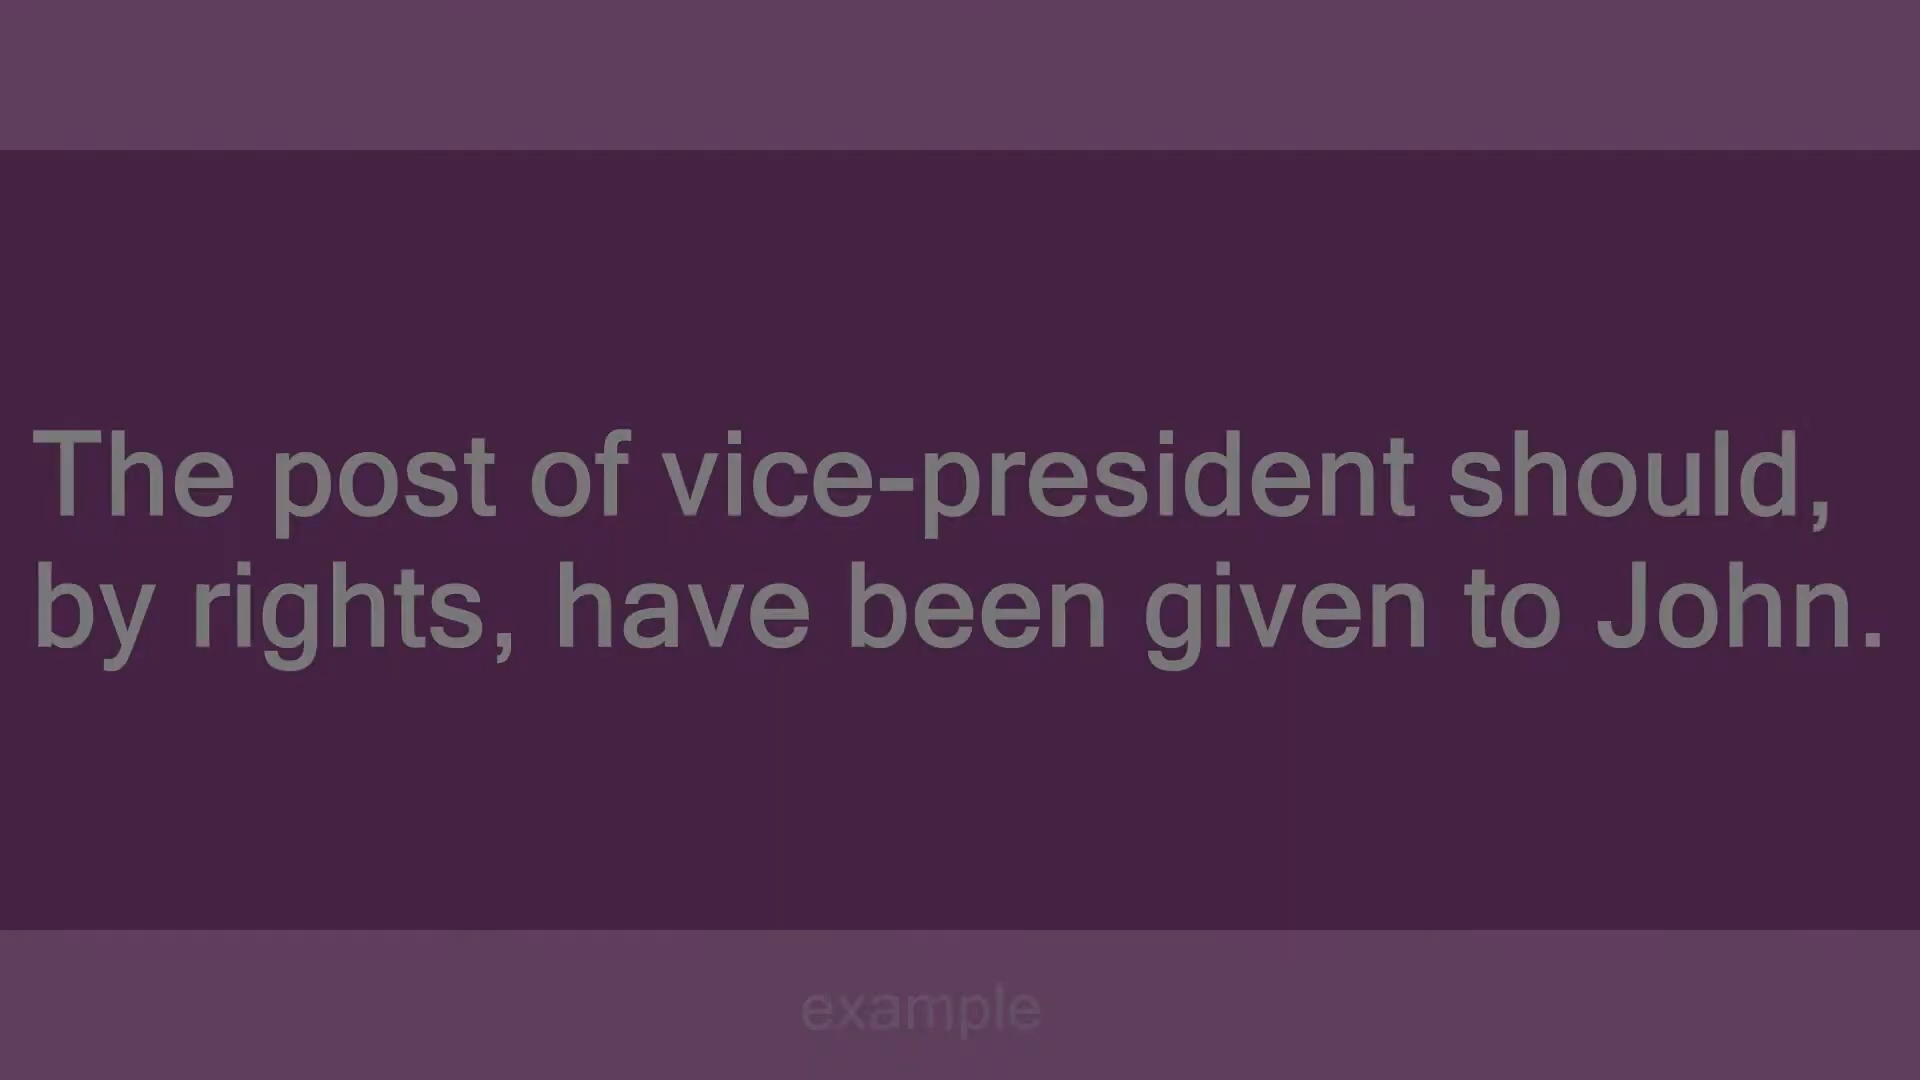 The post of vice-president should,
by rights, have been given to John.
example